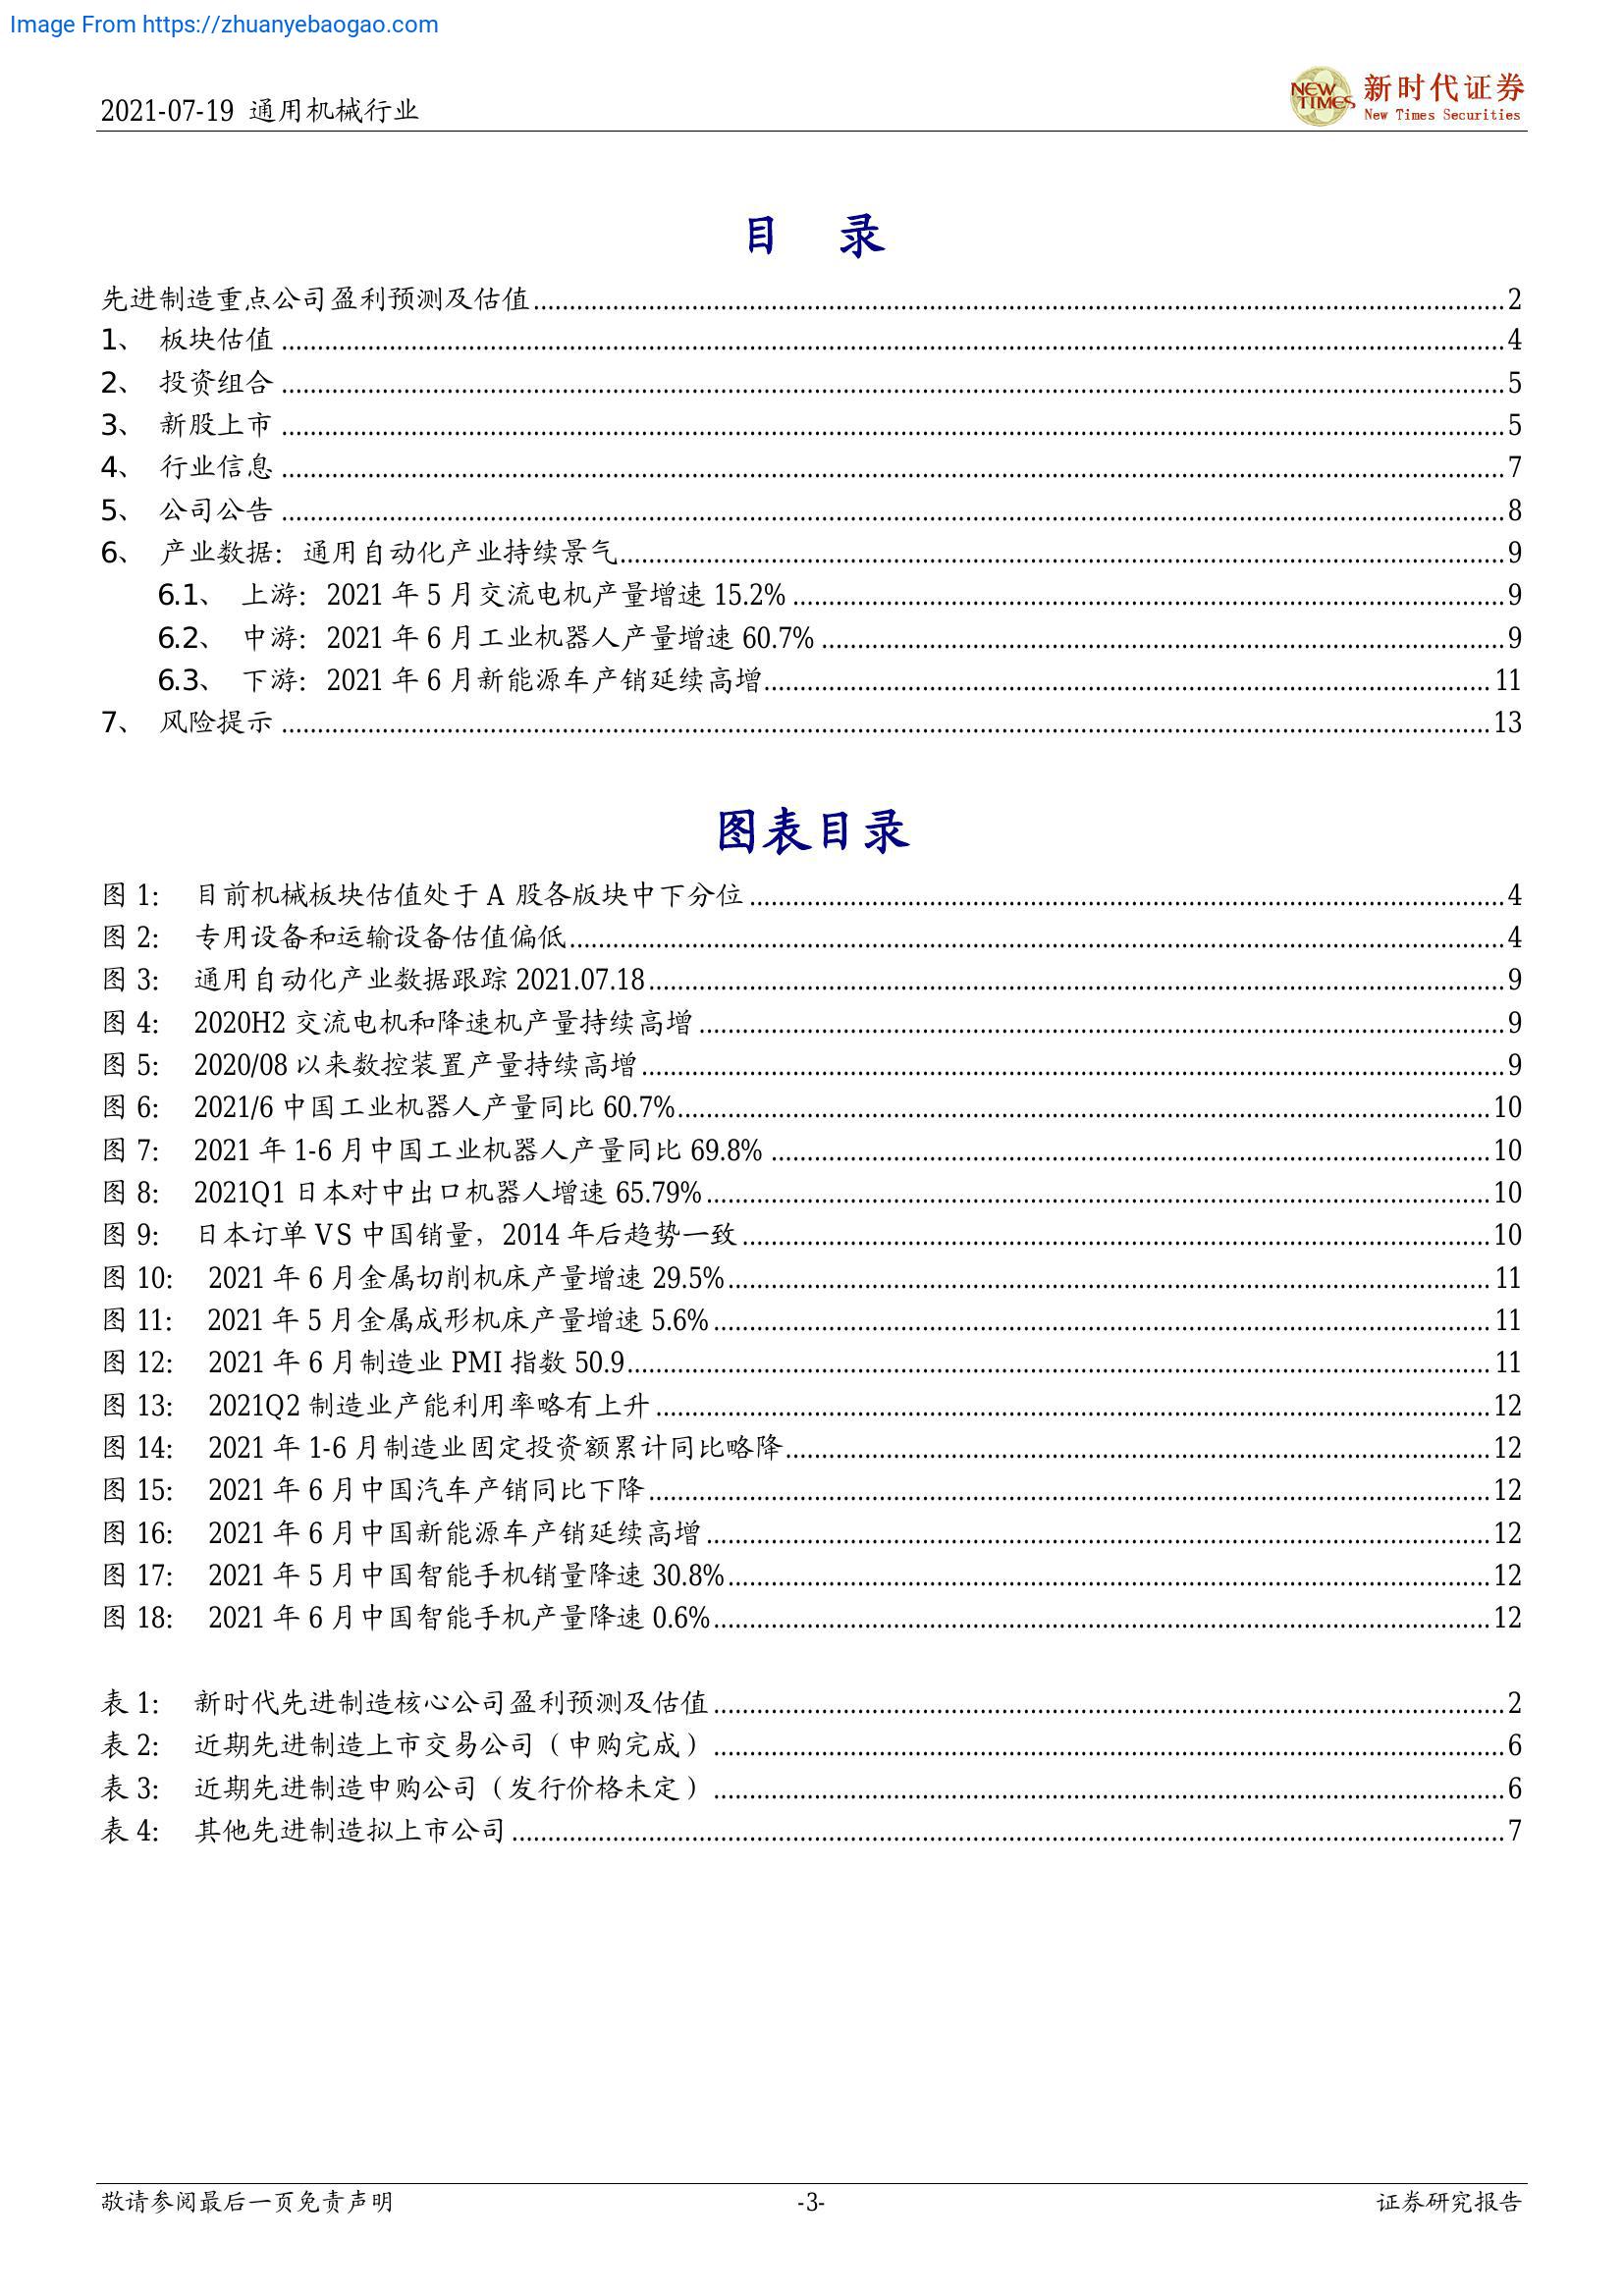 Image From https://zhuanyebaogao.com
2021-07-19 通用机械行业
NEW TIMES
新时代证券
New Times Securities
目 录
先进制造重点公司盈利预测及估值 2
1、 板块估值 4
2、 投资组合 5
3、 新股上市 5
4、 行业信息 7
5、 公司公告 8
6、 产业数据：通用自动化产业持续景气 9
6.1、 上游：2021 年 5 月交流电机产量增速 15.2% 9
6.2、 中游：2021 年 6 月工业机器人产量增速 60.7% 9
6.3、 下游：2021 年 6 月新能源车产销延续高增 11
7、 风险提示 13
图表目录
图 1： 目前机械板块估值处于 A 股各版块中下分位 4
图 2： 专用设备和运输设备估值偏低 4
图 3： 通用自动化产业数据跟踪 2021.07.18 9
图 4： 2020H2 交流电机和降速机产量持续高增 9
图 5： 2020/08 以来数控装置产量持续高增 9
图 6： 2021/6 中国工业机器人产量同比 60.7% 10
图 7： 2021 年 1-6 月中国工业机器人产量同比 69.8% 10
图 8： 2021Q1 日本对中出口机器人增速 65.79% 10
图 9： 日本订单 VS 中国销量，2014 年后趋势一致 10
图 10： 2021 年 6 月金属切削机床产量增速 29.5% 11
图 11： 2021 年 5 月金属成形机床产量增速 5.6% 11
图 12： 2021 年 6 月制造业 PMI 指数 50.9 11
图 13： 2021Q2 制造业产能利用率略有上升 12
图 14： 2021 年 1-6 月制造业固定投资额累计同比略降 12
图 15： 2021 年 6 月中国汽车产销同比下降 12
图 16： 2021 年 6 月中国新能源车产销延续高增 12
图 17： 2021 年 5 月中国智能手机销量降速 30.8% 12
图 18： 2021 年 6 月中国智能手机产量降速 0.6% 12
表 1： 新时代先进制造核心公司盈利预测及估值 2
表 2： 近期先进制造上市交易公司（申购完成） 6
表 3： 近期先进制造申购公司（发行价格未定） 6
表 4： 其他先进制造拟上市公司 7
敬请参阅最后一页免责声明 -3- 证券研究报告